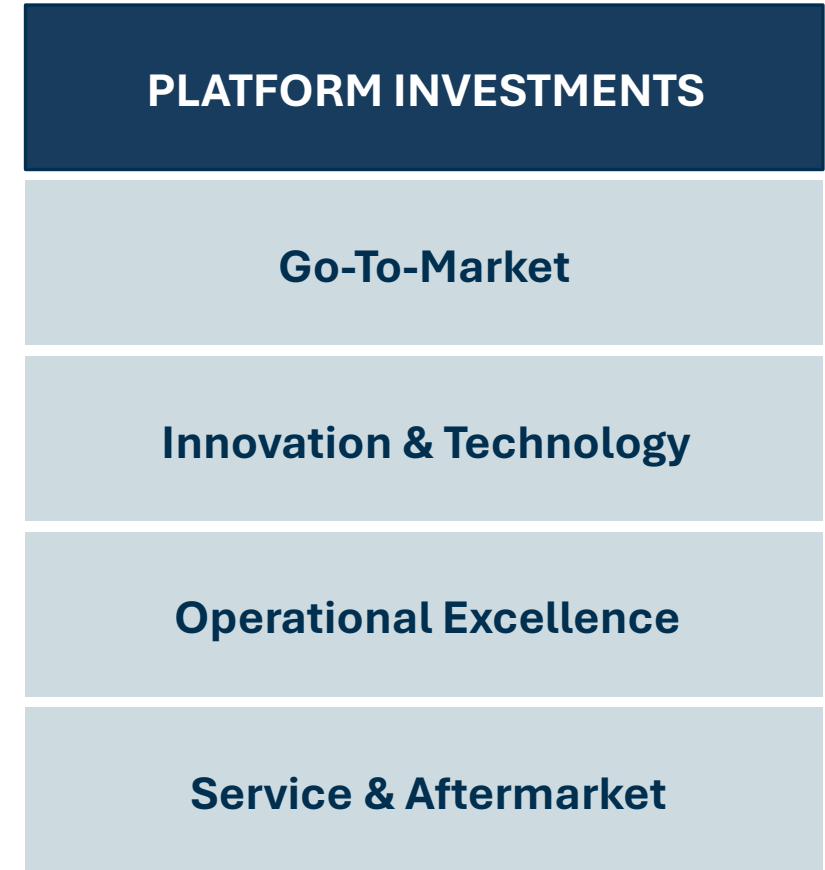 PLATFORM INVESTMENTS
Go-To-Market
Innovation & Technology
Operational Excellence
Service & Aftermarket